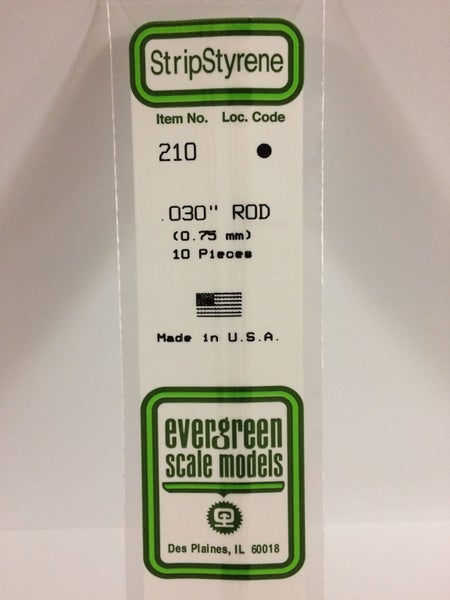 StripStyrene
Item No. Loc. Code
210
.030" ROD
(0.75 mm)
10 Pieces
Made in U.S.A.
evergreen
scale models
Des Plaines, IL 60018